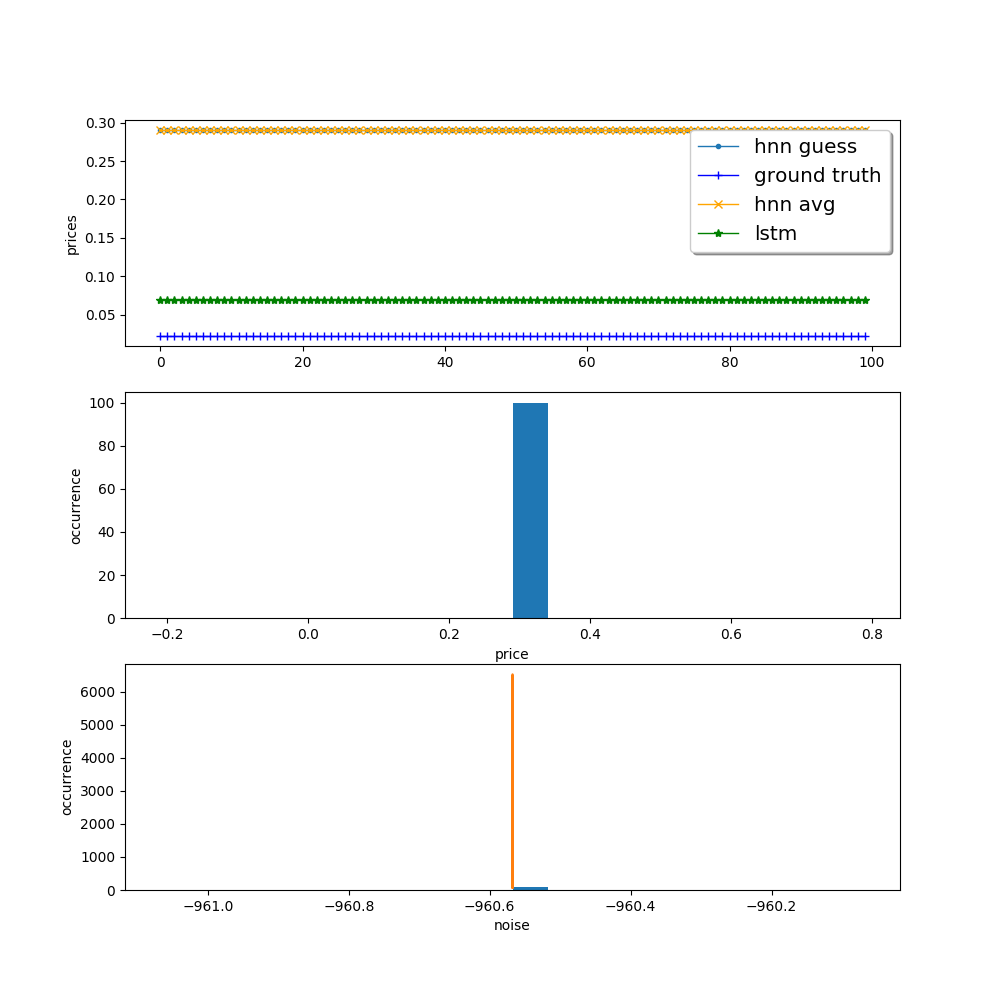 0.30
0.25
0.20
0.15
0.10
0.05
prices
hnn guess
ground truth
hnn avg
lstm
0 20 40 60 80 100
100
80
60
40
20
0
occurrence
−0.2 0.0 0.2 0.4 0.6 0.8
price
6000
5000
4000
3000
2000
1000
0
occurrence
−961.0 −960.8 −960.6 −960.4 −960.2
noise